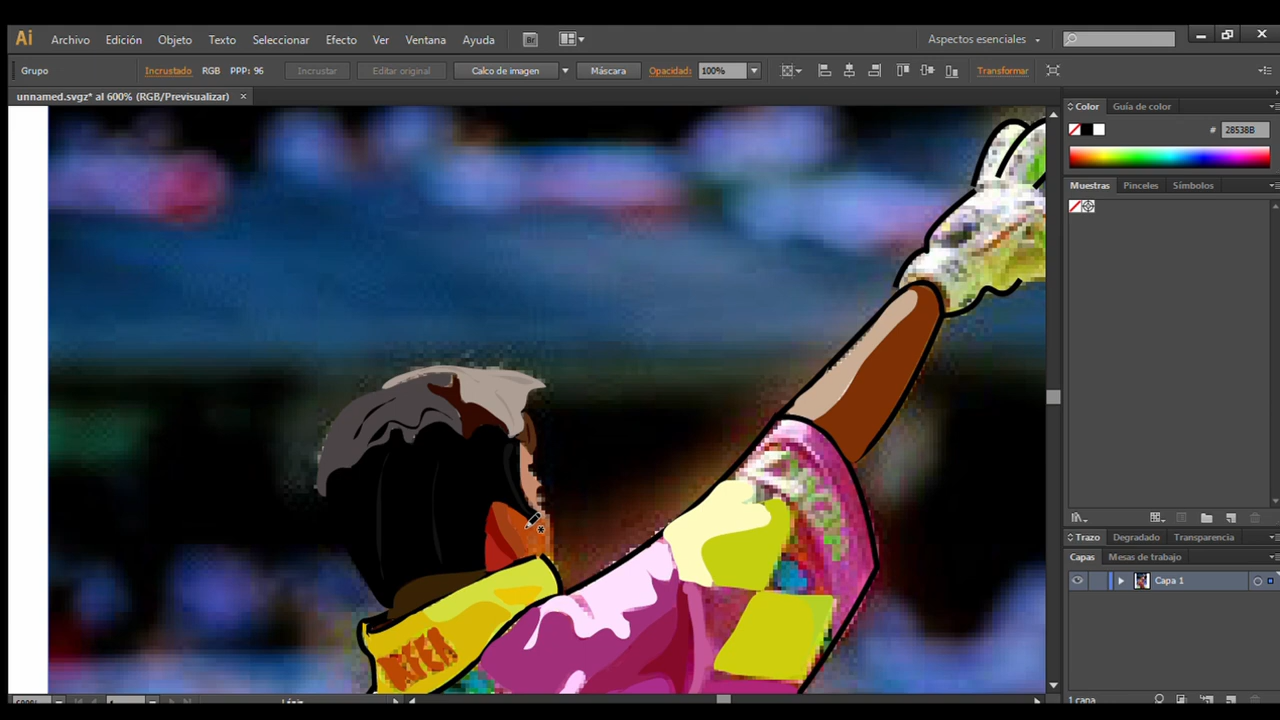 Ai Archivo Edición Objeto Texto Seleccionar Efecto Ver Ventana Ayuda Br Aspectos esenciales
Grupo Incrustado RGB PPP: 96 Incrustar Editar original Calco de imagen Máscara Opacidad: 100% Transformar
unnamed.svgz* al 600% (RGB/Previsualizar) ×
Color Guía de color
# 28538B
Muestras Pinceles Símbolos
Trazo Degradado Transparencia
Capas Mesas de trabajo
Capa 1
1 capa